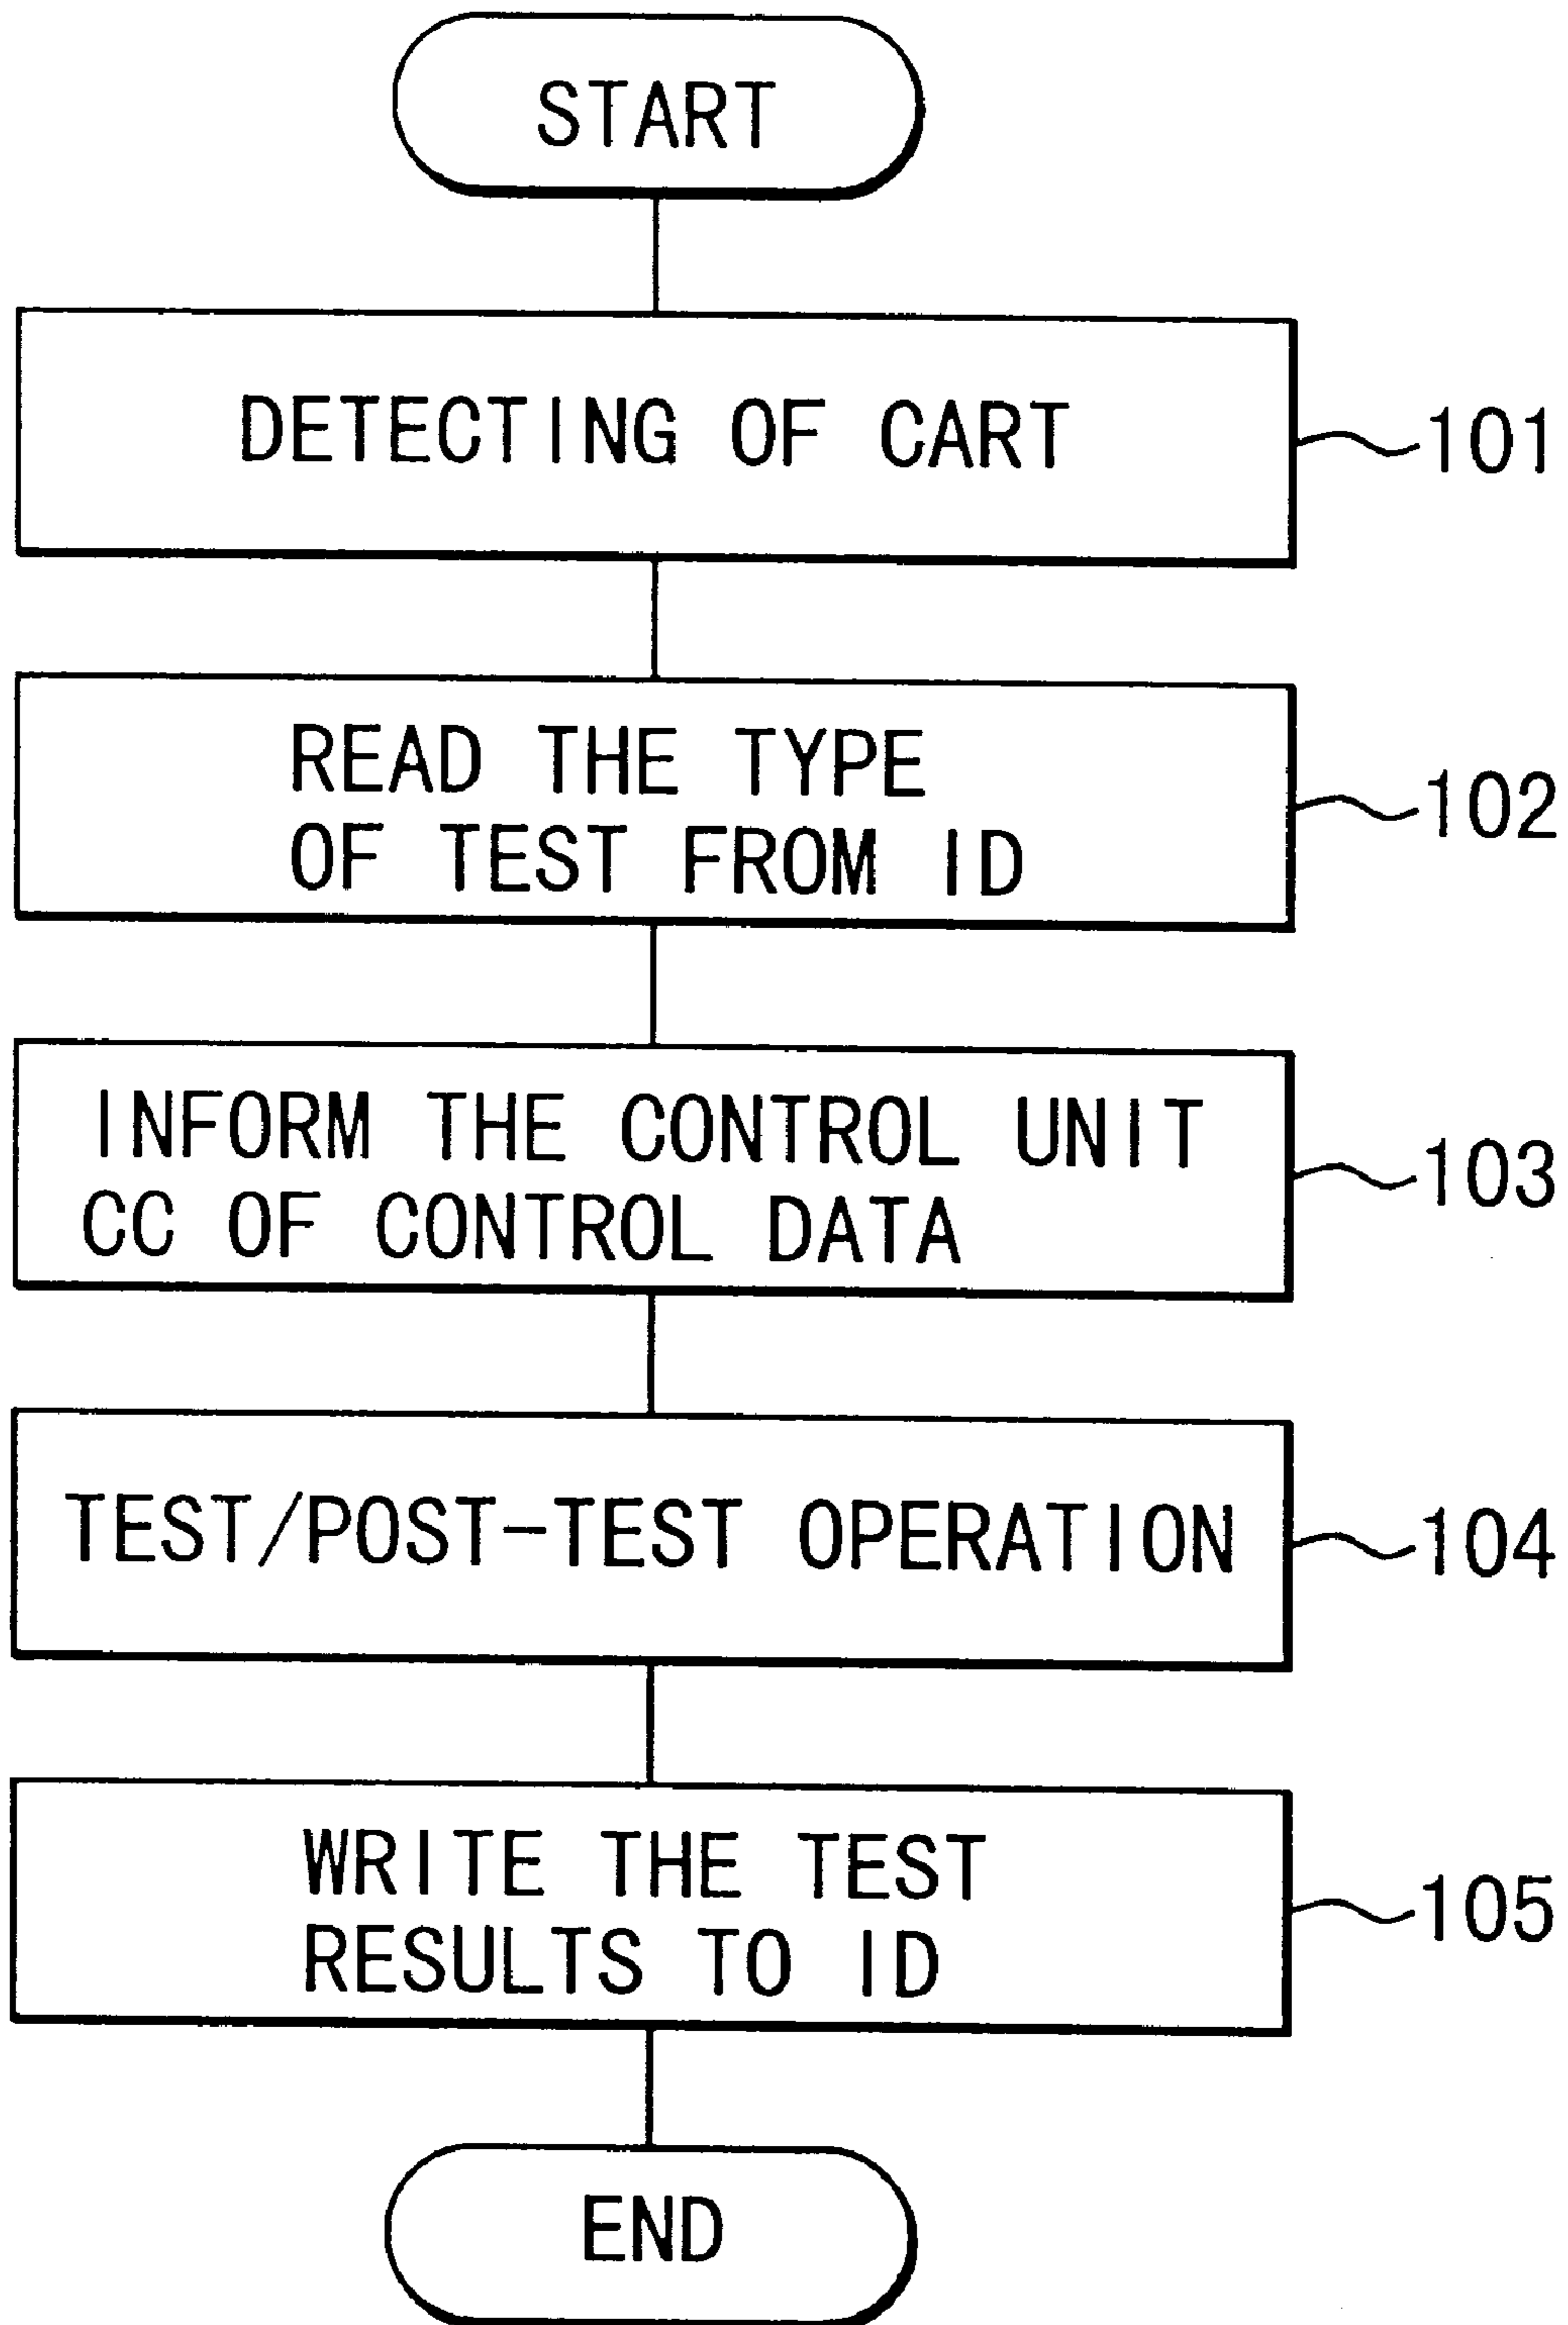 START
DETECTING OF CART
101
READ THE TYPE
OF TEST FROM ID
102
INFORM THE CONTROL UNIT
CC OF CONTROL DATA
103
TEST/POST-TEST OPERATION
104
WRITE THE TEST
RESULTS TO ID
105
END